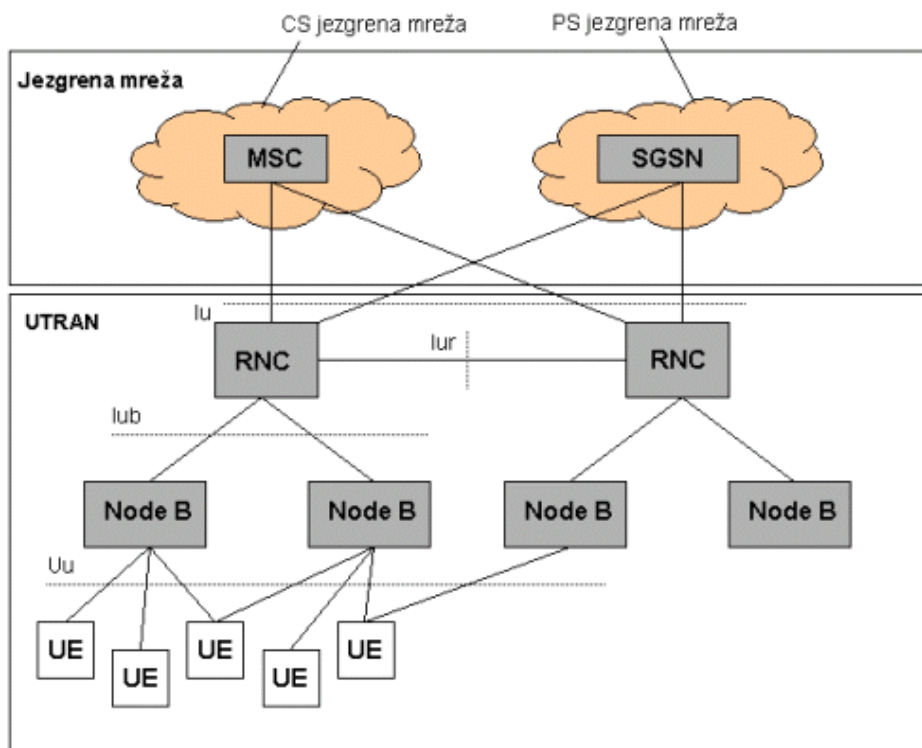 CS jezgrena mreža
PS jezgrena mreža
Jezgrena mreža
MSC
SGSN
UTRAN
Iu
RNC
Iur
RNC
Iub
Node B
Node B
Node B
Node B
Uu
UE
UE
UE
UE
UE